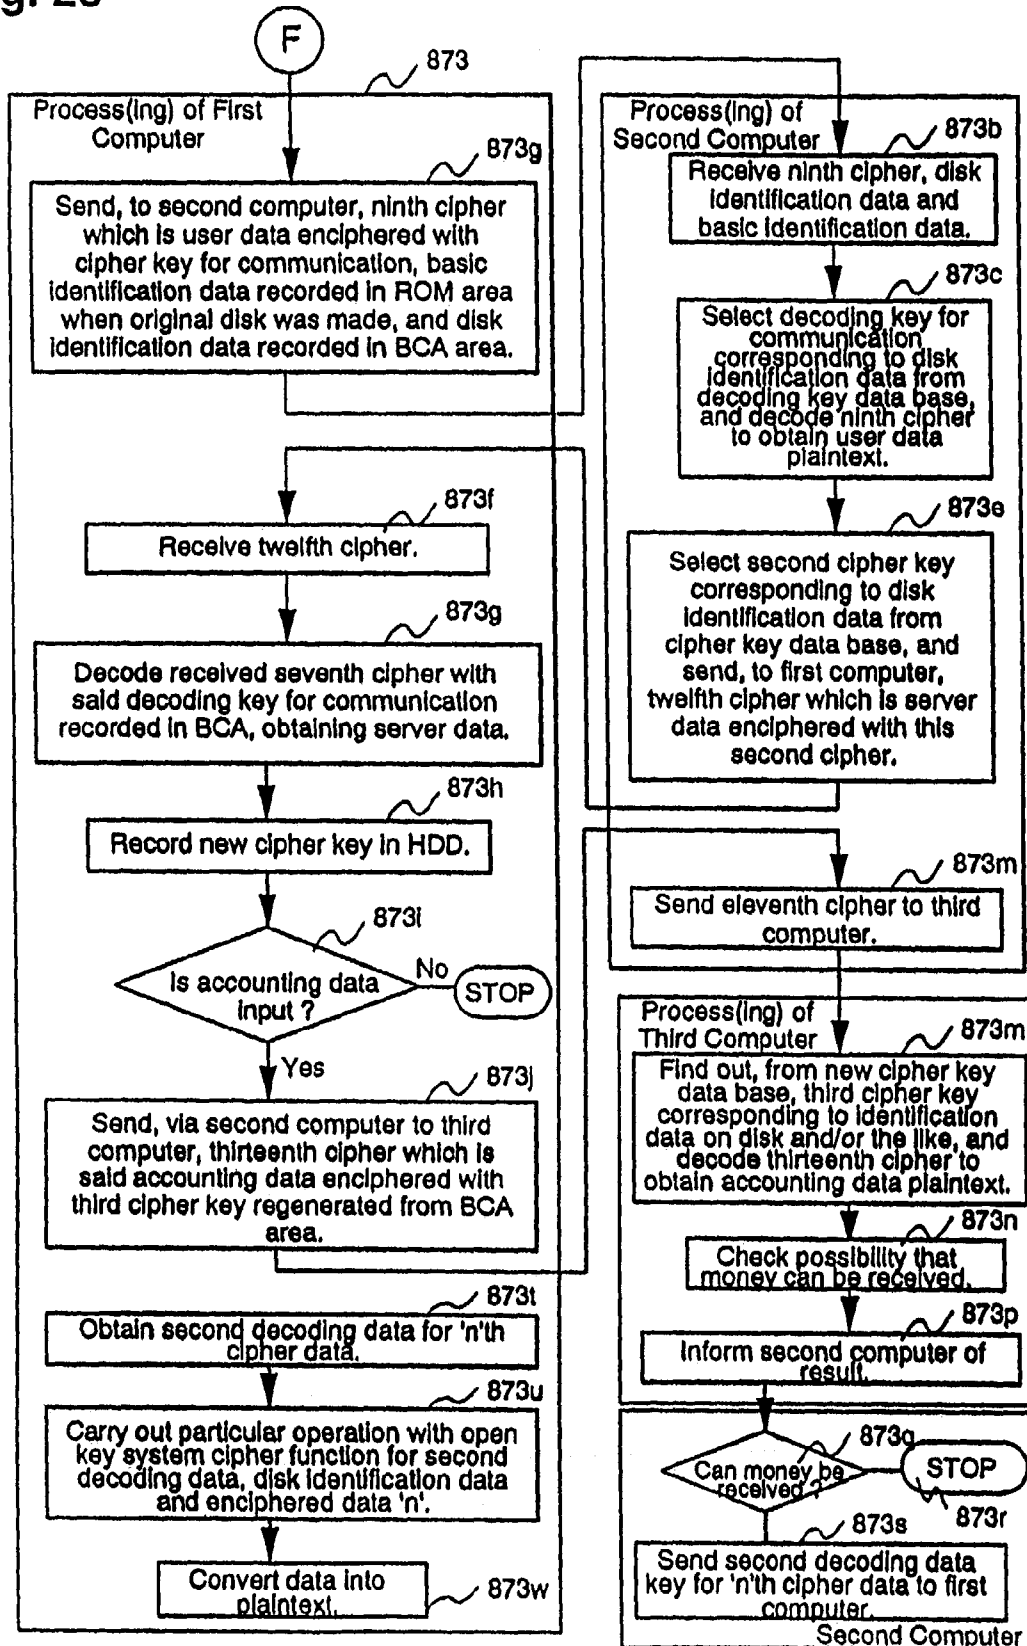 F
873
Process(ing) of First
Computer
873g
Send, to second computer, ninth cipher
which is user data enciphered with
cipher key for communication, basic
identification data recorded in ROM area
when original disk was made, and disk
identification data recorded in BCA area.
873f
Receive twelfth cipher.
873g
Decode received seventh cipher with
said decoding key for communication
recorded in BCA, obtaining server data.
873h
Record new cipher key in HDD.
873i
Is accounting data
input ?
No
STOP
Yes
873j
Send, via second computer to third
computer, thirteenth cipher which is
said accounting data enciphered with
third cipher key regenerated from BCA
area.
873t
Obtain second decoding data for 'n'th
cipher data.
873u
Carry out particular operation with open
key system cipher function for second
decoding data, disk identification data
and enciphered data 'n'.
Convert data into
plaintext.
873w
Process(ing) of
Second Computer
873b
Receive ninth cipher, disk
identification data and
basic identification data.
873c
Select decoding key for
communication
corresponding to disk
identification data from
decoding key data base,
and decode ninth cipher
to obtain user data
plaintext.
873e
Select second cipher key
corresponding to disk
identification data from
cipher key data base, and
send, to first computer,
twelfth cipher which is server
data enciphered with this
second cipher.
873m
Send eleventh cipher to third
computer.
Process(ing) of
Third Computer
873m
Find out, from new cipher key
data base, third cipher key
corresponding to identification
data on disk and/or the like, and
decode thirteenth cipher to
obtain accounting data plaintext.
873n
Check possibility that
money can be received.
873p
Inform second computer of
result.
873q
Can money be
received ?
STOP
873r
873s
Send second decoding data
key for 'n'th cipher data to first
computer.
Second Computer